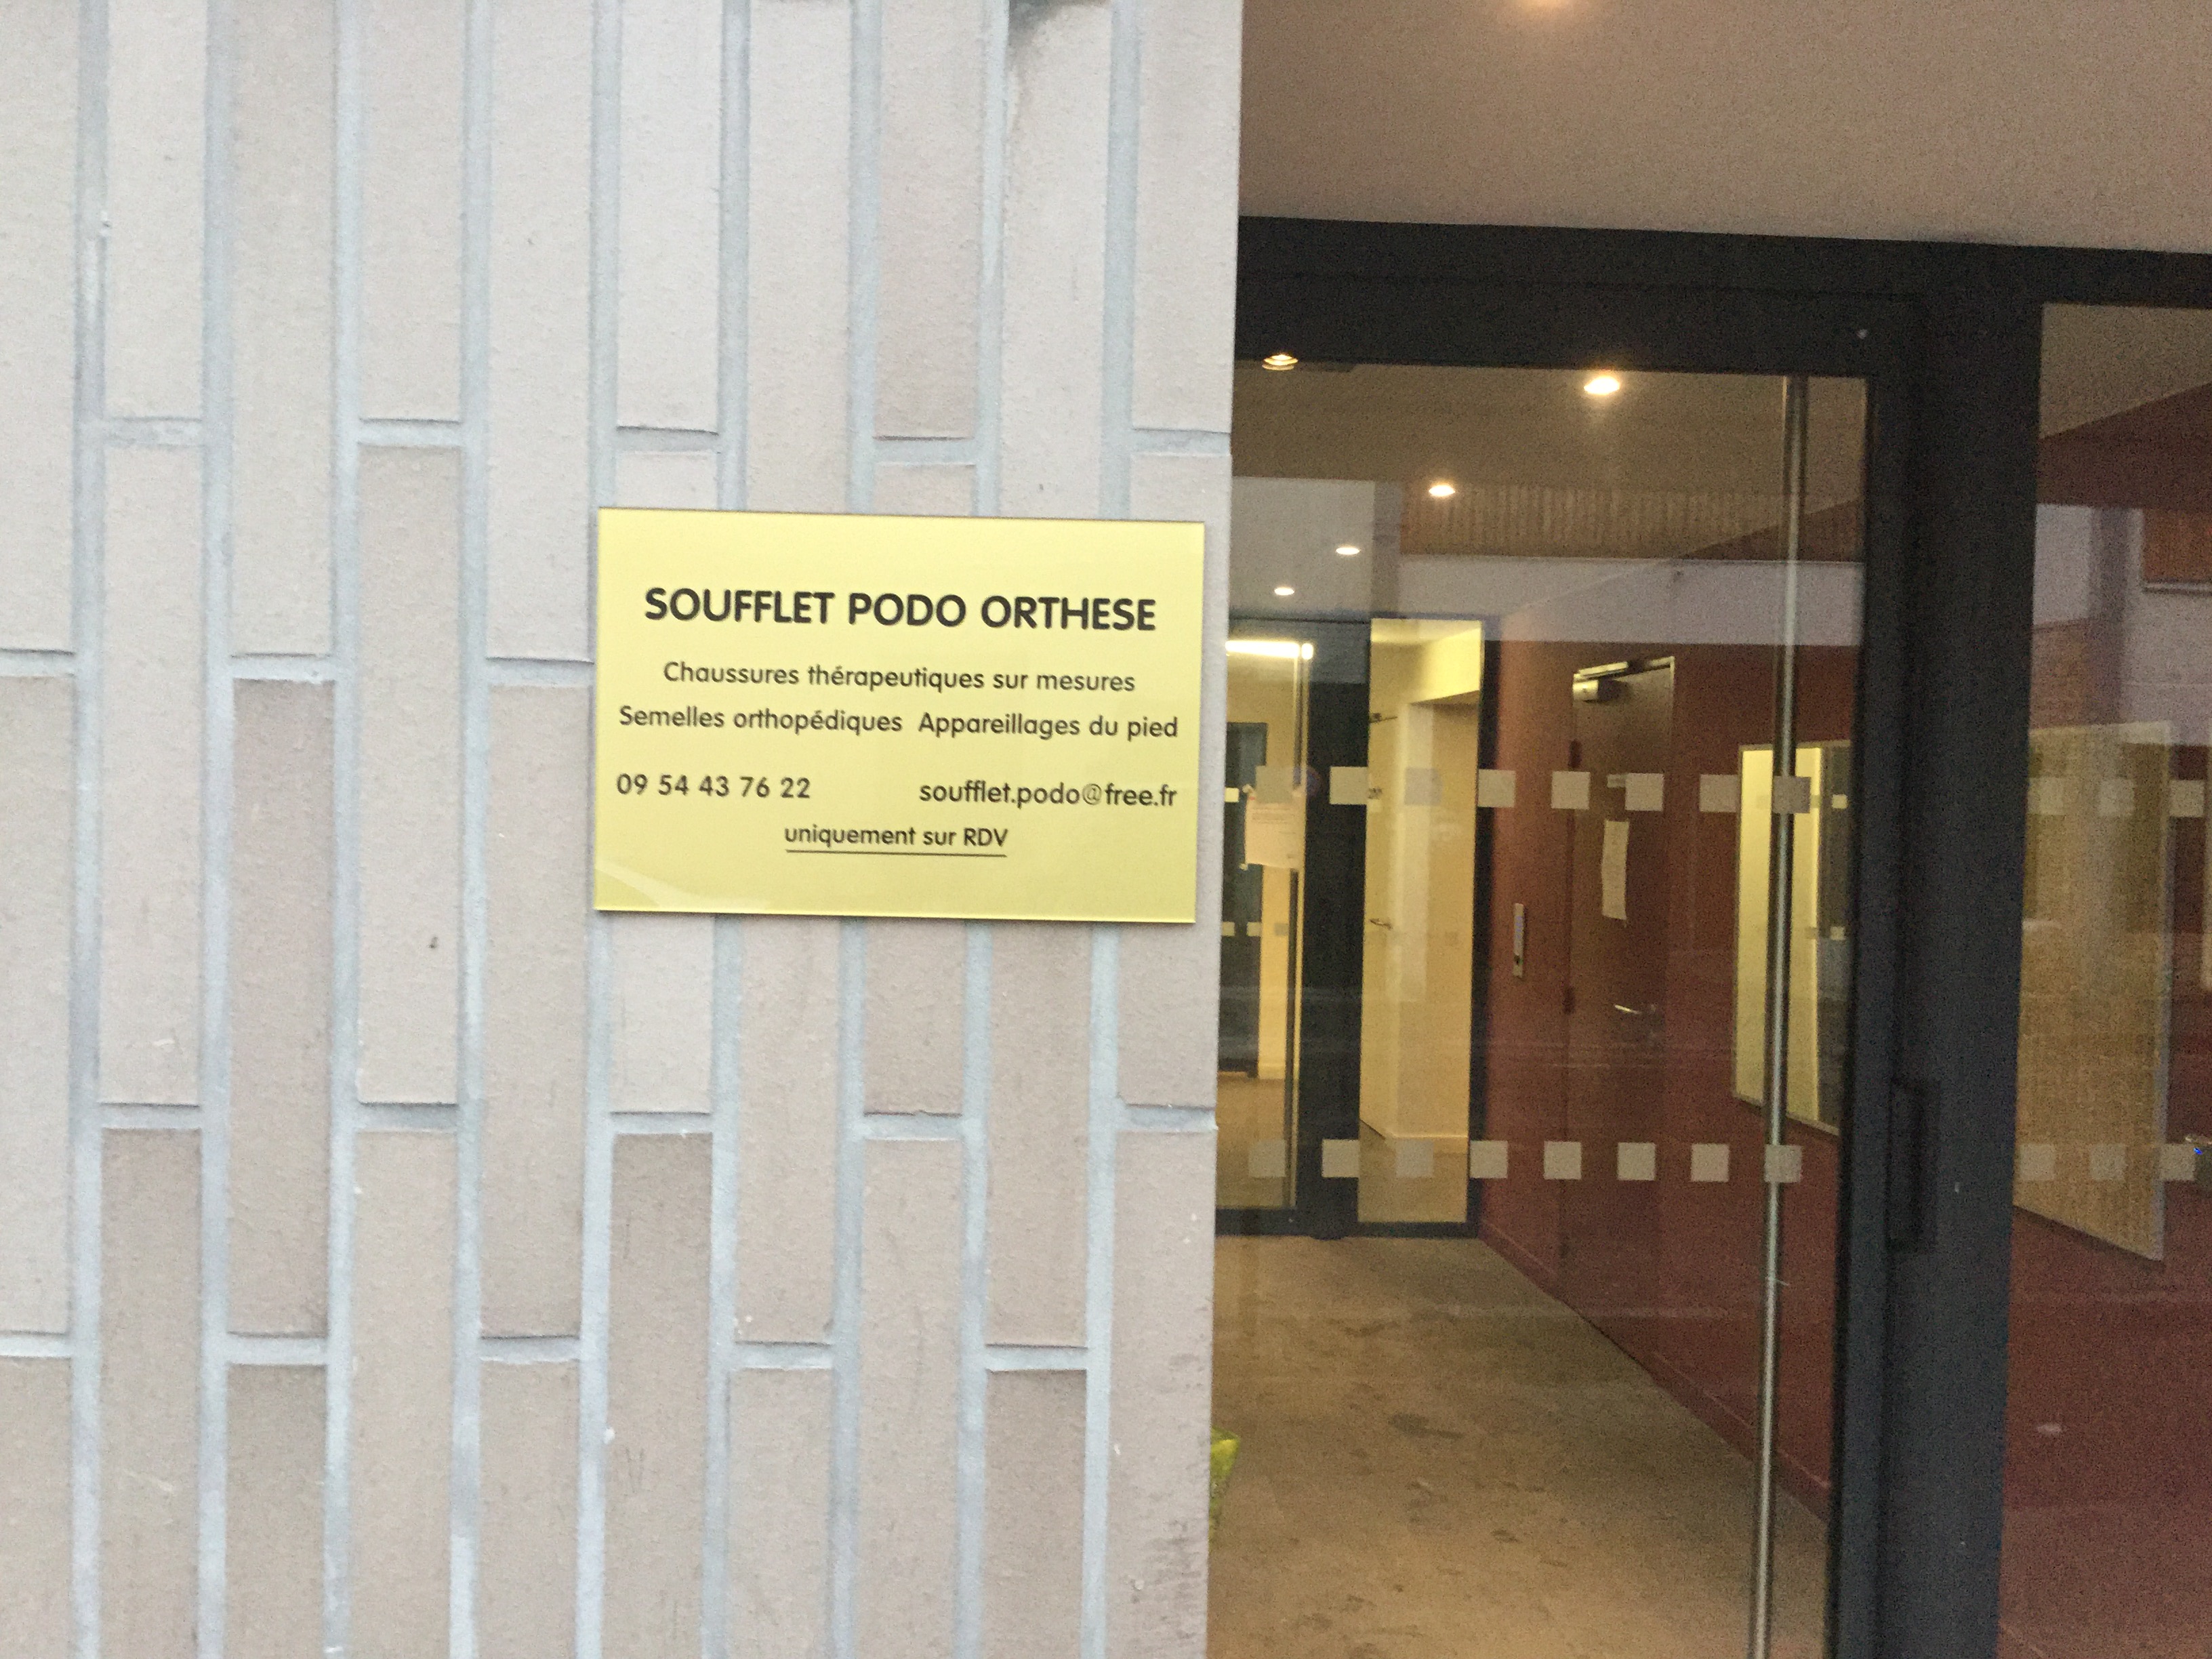 SOUFFLET PODO ORTHESE
Chaussures thérapeutiques sur mesures
Semelles orthopédiques Appareillages du pied
09 54 43 76 22 soufflet.podo@free.fr
uniquement sur RDV